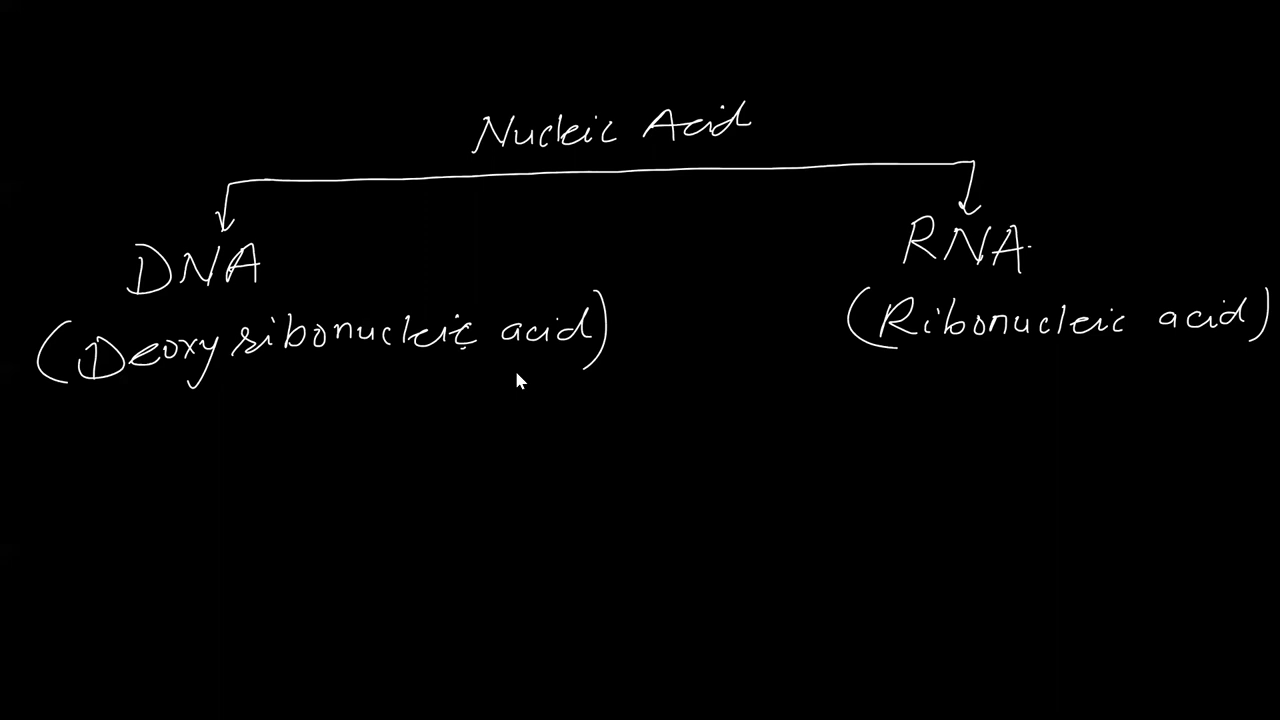 Nucleic Acid
DNA
RNA
(Deoxyribonucleic acid)
(Ribonucleic acid)